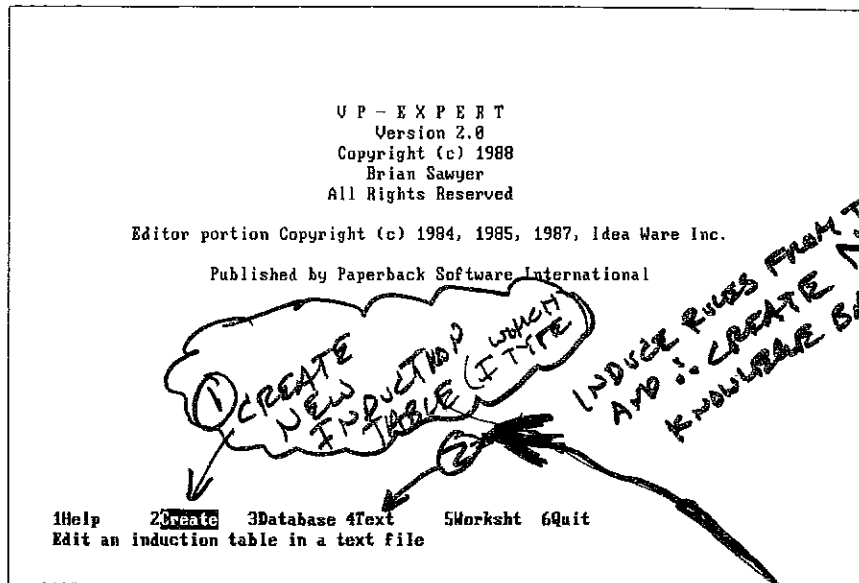 VP-EXPERT
Version 2.0
Copyright (c) 1988
Brian Sawyer
All Rights Reserved
Editor portion Copyright (c) 1984, 1985, 1987, Idea Ware Inc.
Published by Paperback Software International
1 CREATE
NEW
INDUCTION
TABLE (WHICH
I TYPE
2
INDUCE RULES FROM
AND ∴ CREATE
KNOWLEDGE
1Help 2Create 3Database 4Text 5Worksht 6Quit
Edit an induction table in a text file